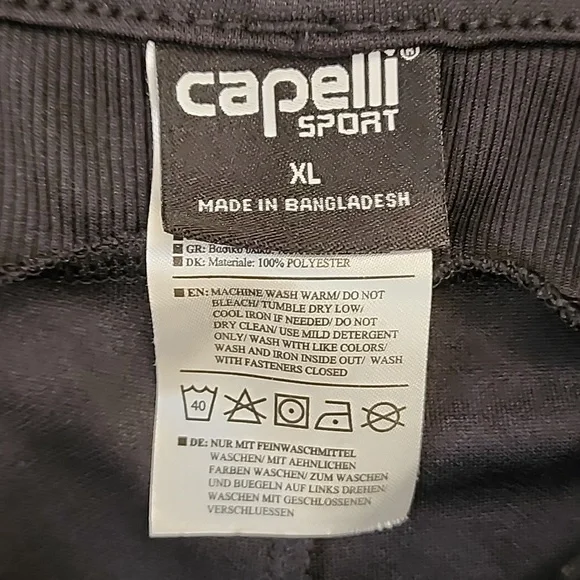 capelli®
SPORT
XL
MADE IN BANGLADESH
GR:
DK: Materiale: 100% POLYESTER
EN: MACHINE WASH WARM/ DO NOT
BLEACH/ TUMBLE DRY LOW/
COOL IRON IF NEEDED/ DO NOT
DRY CLEAN/ USE MILD DETERGENT
ONLY/ WASH WITH LIKE COLORS/
WASH AND IRON INSIDE OUT/ WASH
WITH FASTENERS CLOSED
40
DE: NUR MIT FEINWASCHMITTEL
WASCHEN/ MIT AEHNLICHEN
FARBEN WASCHEN/ ZUM WASCHEN
UND BUEGELN AUF LINKS DREHEN/
WASCHEN MIT GESCHLOSSENEN
VERSCHLUESSEN